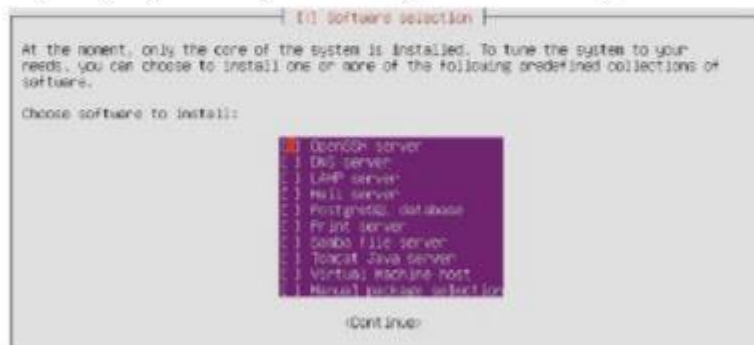 [!] Software selection
At the moment, only the core of the system is installed. To tune the system to your
needs, you can choose to install one or more of the following predefined collections of
software.
Choose software to install:
[ ] OpenSSH server
[ ] DNS server
[ ] LAMP server
[ ] Mail server
[ ] PostgreSQL database
[ ] Print server
[ ] Samba file server
[ ] Tomcat Java server
[ ] Virtual Machine host
[ ] Manual package selection
<Continue>